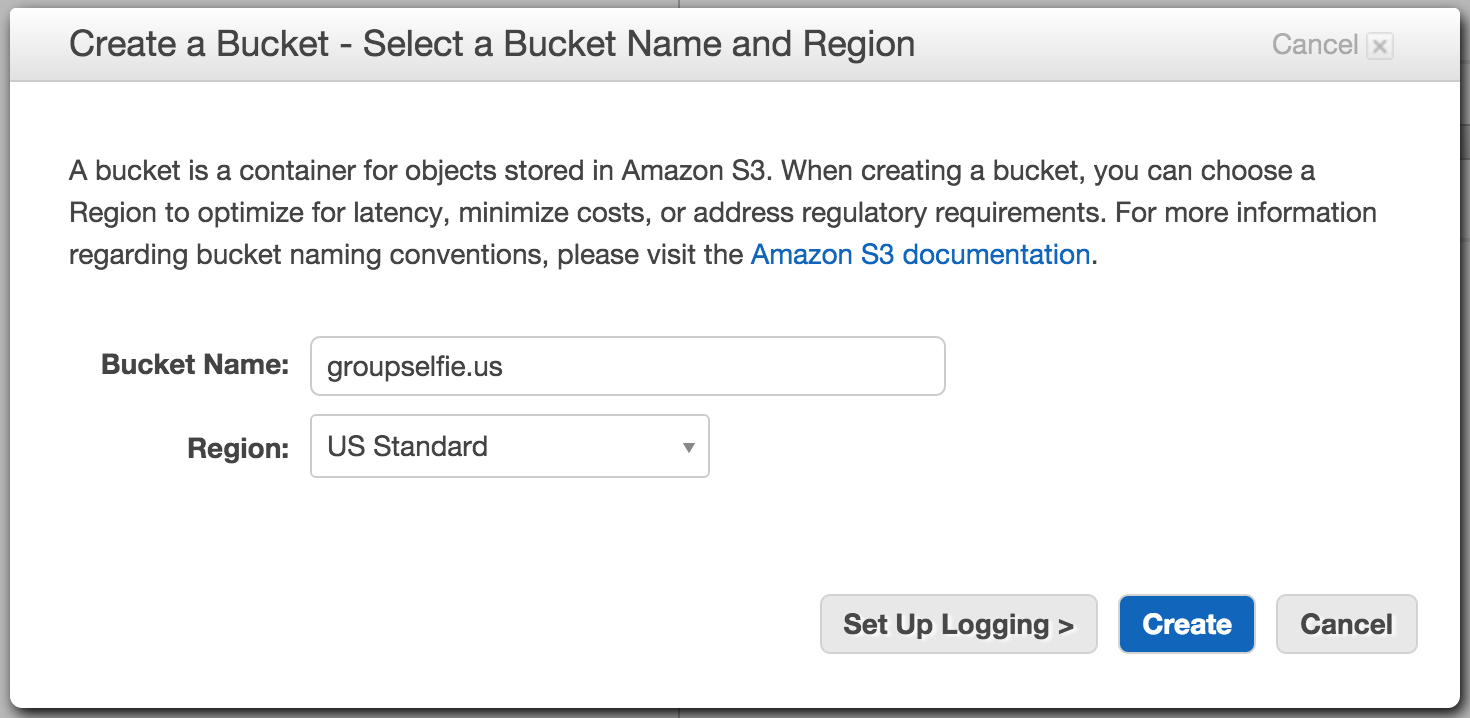 Create a Bucket - Select a Bucket Name and Region
Cancel
A bucket is a container for objects stored in Amazon S3. When creating a bucket, you can choose a
Region to optimize for latency, minimize costs, or address regulatory requirements. For more information
regarding bucket naming conventions, please visit the Amazon S3 documentation.
Bucket Name: groupselfie.us
Region: US Standard
Set Up Logging > Create Cancel